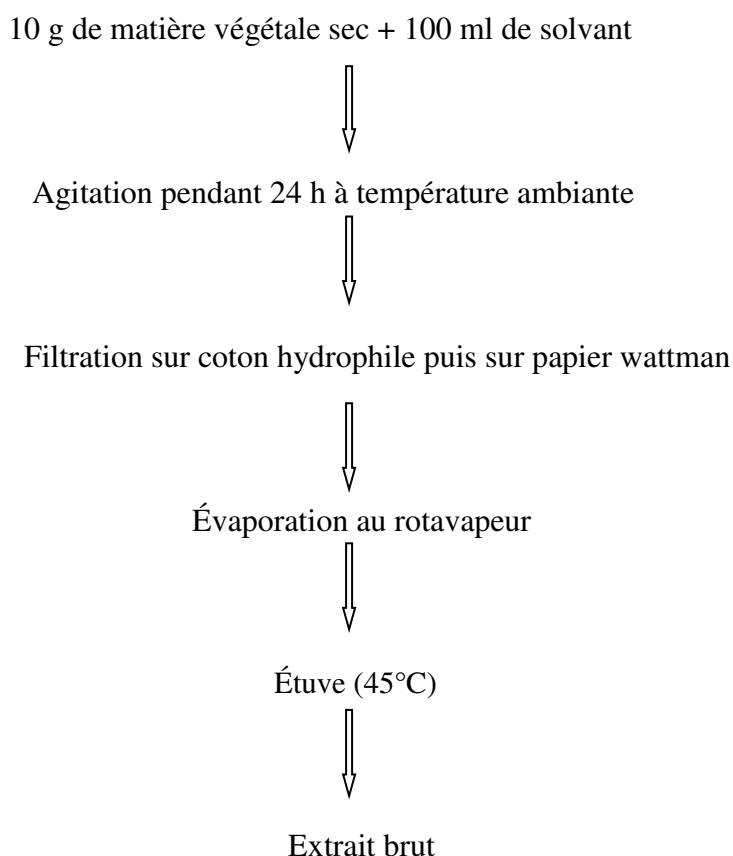 10 g de matière végétale sec + 100 ml de solvant
Agitation pendant 24 h à température ambiante
Filtration sur coton hydrophile puis sur papier wattman
Évaporation au rotavapeur
Étuve (45°C)
Extrait brut